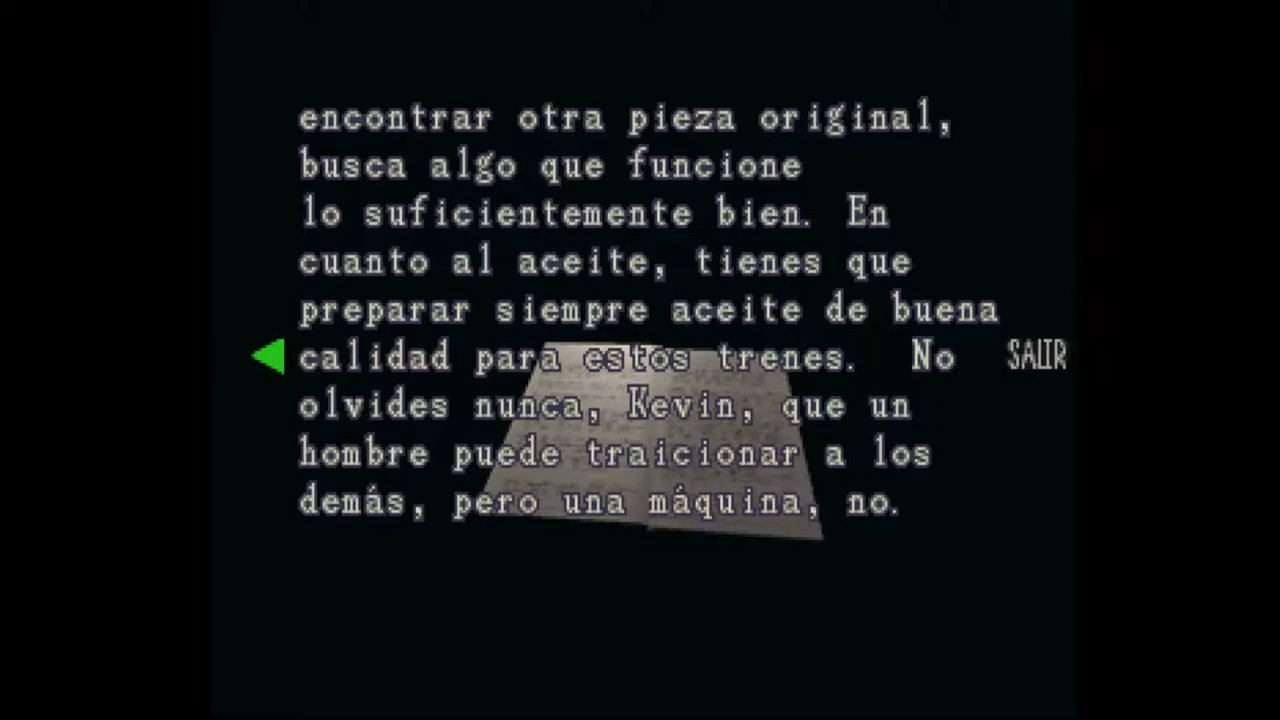 encontrar otra pieza original,
busca algo que funcione
lo suficientemente bien. En
cuanto al aceite, tienes que
preparar siempre aceite de buena
calidad para estos trenes. No
SALIR
olvides nunca, Kevin, que un
hombre puede traicionar a los
demás, pero una máquina, no.